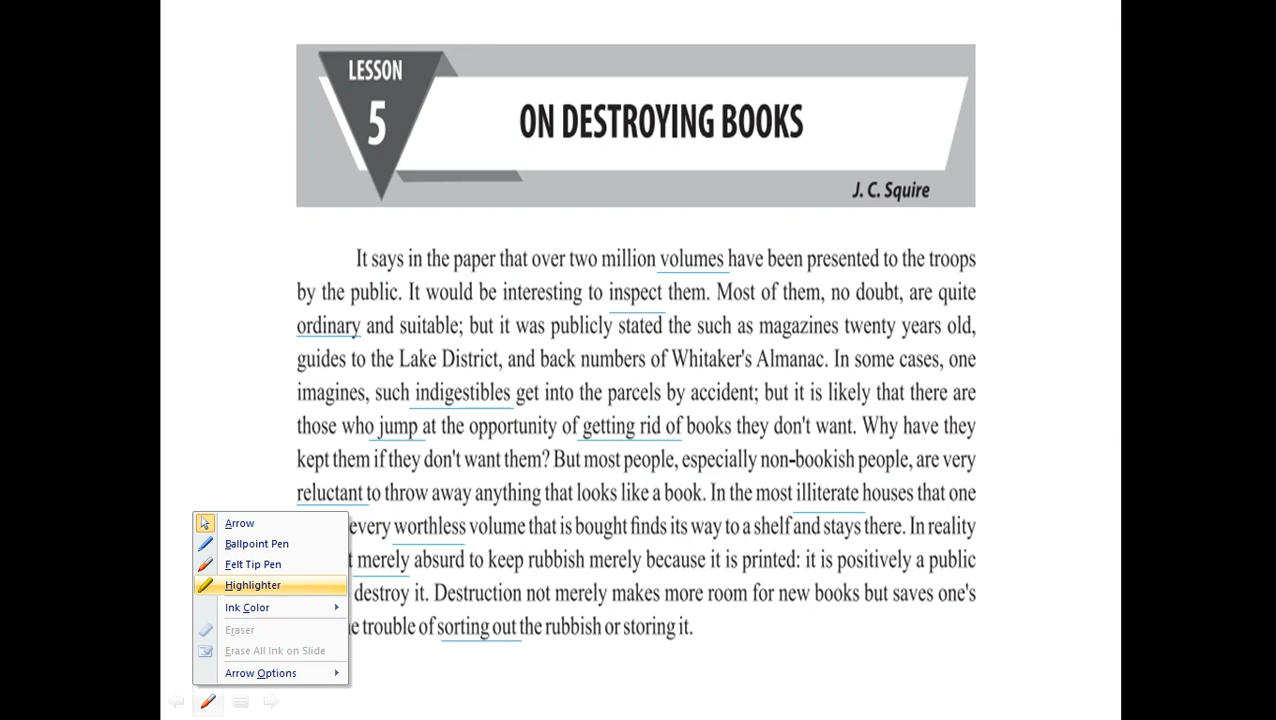 LESSON
5
ON DESTROYING BOOKS
J. C. Squire
It says in the paper that over two million volumes have been presented to the troops
by the public. It would be interesting to inspect them. Most of them, no doubt, are quite
ordinary and suitable; but it was publicly stated the such as magazines twenty years old,
guides to the Lake District, and back numbers of Whitaker's Almanac. In some cases, one
imagines, such indigestibles get into the parcels by accident; but it is likely that there are
those who jump at the opportunity of getting rid of books they don't want. Why have they
kept them if they don't want them? But most people, especially non-bookish people, are very
reluctant to throw away anything that looks like a book. In the most illiterate houses that one
every worthless volume that is bought finds its way to a shelf and stays there. In reality
merely absurd to keep rubbish merely because it is printed: it is positively a public
destroy it. Destruction not merely makes more room for new books but saves one's
trouble of sorting out the rubbish or storing it.
Arrow
Ballpoint Pen
Felt Tip Pen
Highlighter
Ink Color
Eraser
Erase All Ink on Slide
Arrow Options